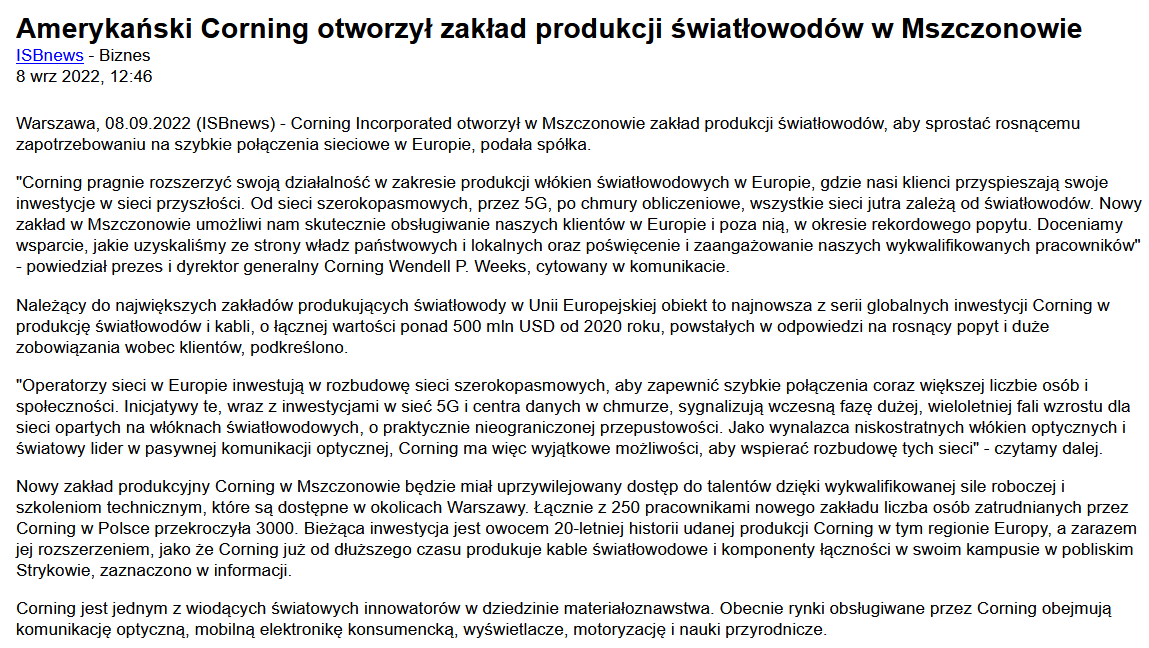 Amerykański Corning otworzył zakład produkcji światłowodów w Mszczonowie
ISBnews - Biznes
8 wrz 2022, 12:46
Warszawa, 08.09.2022 (ISBnews) - Corning Incorporated otworzył w Mszczonowie zakład produkcji światłowodów, aby sprostać rosnącemu
zapotrzebowaniu na szybkie połączenia sieciowe w Europie, podała spółka.
"Corning pragnie rozszerzyć swoją działalność w zakresie produkcji włókien światłowodowych w Europie, gdzie nasi klienci przyspieszają swoje
inwestycje w sieci przyszłości. Od sieci szerokopasmowych, przez 5G, po chmury obliczeniowe, wszystkie sieci jutra zależą od światłowodów. Nowy
zakład w Mszczonowie umożliwi nam skutecznie obsługiwanie naszych klientów w Europie i poza nią, w okresie rekordowego popytu. Doceniamy
wsparcie, jakie uzyskaliśmy ze strony władz państwowych i lokalnych oraz poświęcenie i zaangażowanie naszych wykwalifikowanych pracowników"
- powiedział prezes i dyrektor generalny Corning Wendell P. Weeks, cytowany w komunikacie.
Należący do największych zakładów produkujących światłowody w Unii Europejskiej obiekt to najnowsza z serii globalnych inwestycji Corning w
produkcję światłowodów i kabli, o łącznej wartości ponad 500 mln USD od 2020 roku, powstałych w odpowiedzi na rosnący popyt i duże
zobowiązania wobec klientów, podkreślono.
"Operatorzy sieci w Europie inwestują w rozbudowę sieci szerokopasmowych, aby zapewnić szybkie połączenia coraz większej liczbie osób i
społeczności. Inicjatywy te, wraz z inwestycjami w sieć 5G i centra danych w chmurze, sygnalizują wczesną fazę dużej, wieloletniej fali wzrostu dla
sieci opartych na włóknach światłowodowych, o praktycznie nieograniczonej przepustowości. Jako wynalazca niskostratnych włókien optycznych i
światowy lider w pasywnej komunikacji optycznej, Corning ma więc wyjątkowe możliwości, aby wspierać rozbudowę tych sieci" - czytamy dalej.
Nowy zakład produkcyjny Corning w Mszczonowie będzie miał uprzywilejowany dostęp do talentów dzięki wykwalifikowanej sile roboczej i
szkoleniom technicznym, które są dostępne w okolicach Warszawy. Łącznie z 250 pracownikami nowego zakładu liczba osób zatrudnianych przez
Corning w Polsce przekroczyła 3000. Bieżąca inwestycja jest owocem 20-letniej historii udanej produkcji Corning w tym regionie Europy, a zarazem
jej rozszerzeniem, jako że Corning już od dłuższego czasu produkuje kable światłowodowe i komponenty łączności w swoim kampusie w pobliskim
Strykowie, zaznaczono w informacji.
Corning jest jednym z wiodących światowych innowatorów w dziedzinie materiałoznawstwa. Obecnie rynki obsługiwane przez Corning obejmują
komunikację optyczną, mobilną elektronikę konsumencką, wyświetlacze, motoryzację i nauki przyrodnicze.